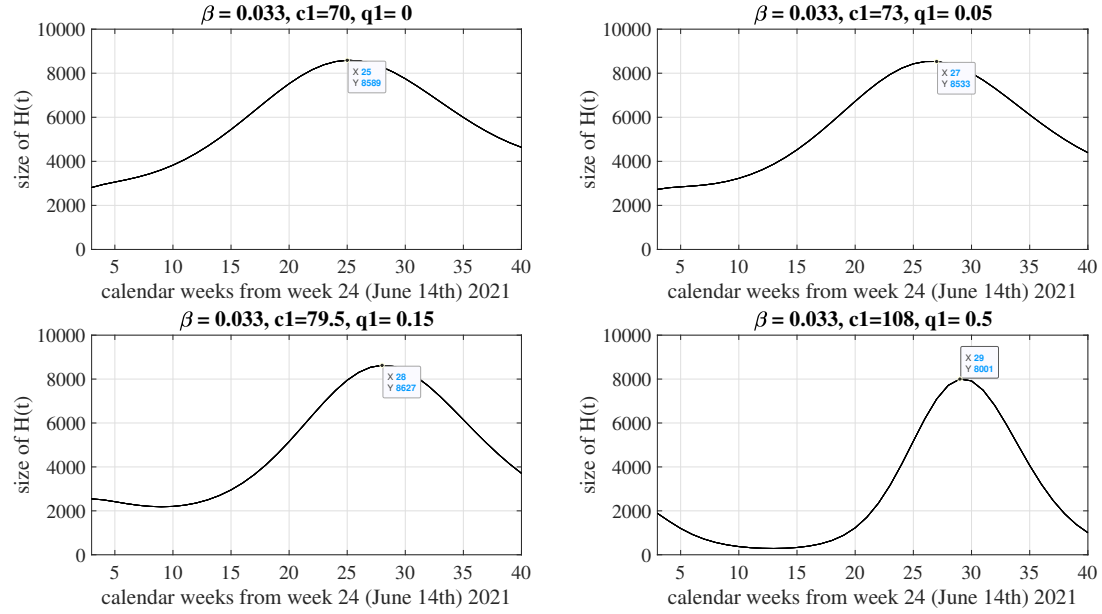 β = 0.033, c1=70, q1= 0
size of H(t)
10000
8000
6000
4000
2000
0
X 25
Y 8589
5 10 15 20 25 30 35 40
calendar weeks from week 24 (June 14th) 2021
β = 0.033, c1=73, q1= 0.05
size of H(t)
10000
8000
6000
4000
2000
0
X 27
Y 8533
5 10 15 20 25 30 35 40
calendar weeks from week 24 (June 14th) 2021
β = 0.033, c1=79.5, q1= 0.15
size of H(t)
10000
8000
6000
4000
2000
0
X 28
Y 8627
5 10 15 20 25 30 35 40
calendar weeks from week 24 (June 14th) 2021
β = 0.033, c1=108, q1= 0.5
size of H(t)
10000
8000
6000
4000
2000
0
X 29
Y 8001
5 10 15 20 25 30 35 40
calendar weeks from week 24 (June 14th) 2021